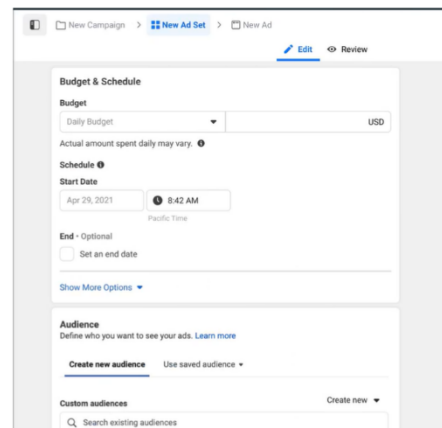 New Campaign > New Ad Set > New Ad
Edit Review
Budget & Schedule
Budget
Daily Budget USD
Actual amount spent daily may vary.
Schedule
Start Date
Apr 29, 2021 8:42 AM
Pacific Time
End - Optional
Set an end date
Show More Options
Audience
Define who you want to see your ads. Learn more
Create new audience Use saved audience
Custom audiences Create new
Search existing audiences